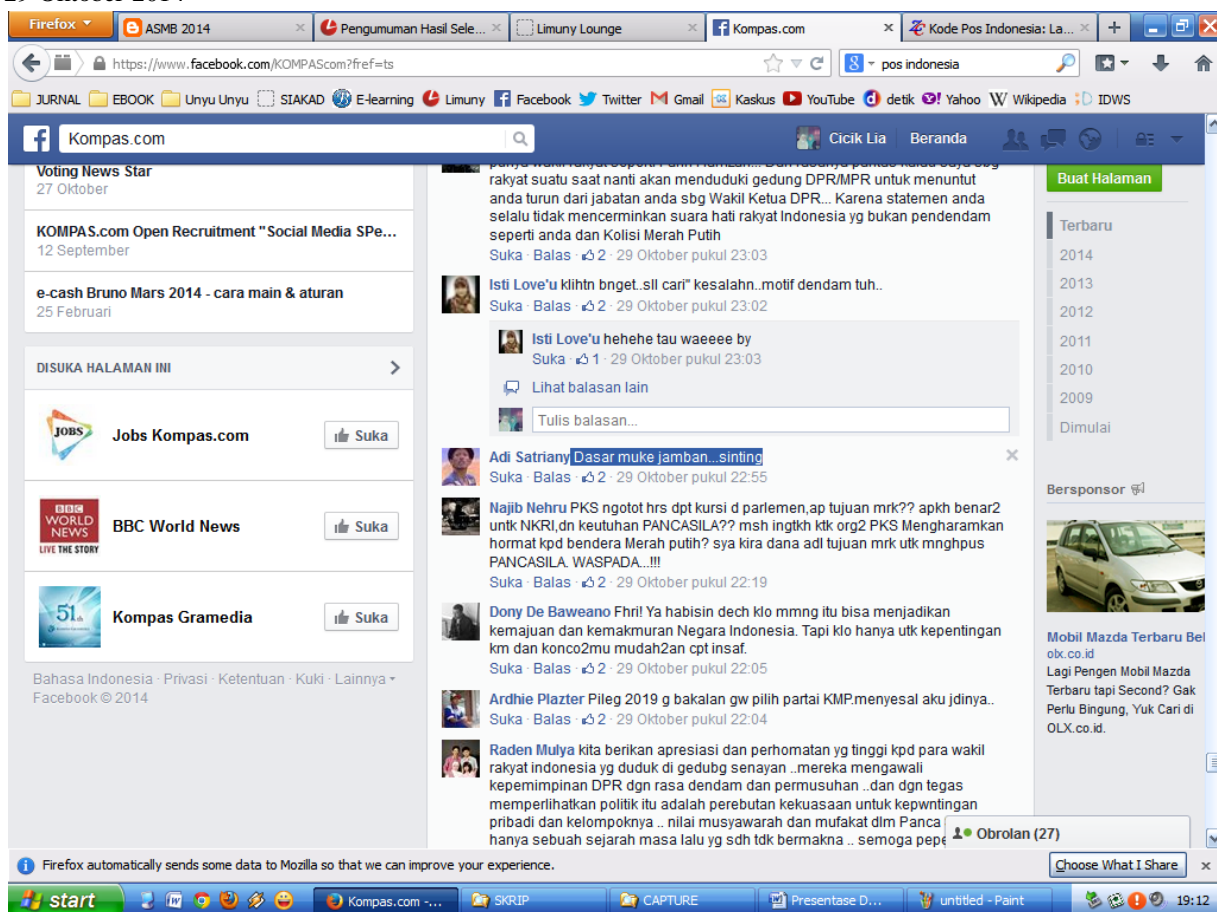 29 Oktober 2014
Firefox
ASMB 2014
Pengumuman Hasil Sele...
Limuny Lounge
Kompas.com
Kode Pos Indonesia: La...
https://www.facebook.com/KOMPAScom?fref=ts
pos indonesia
JURNAL EBOOK Unyu Unyu SIAKAD E-learning Limuny Facebook Twitter Gmail Kaskus YouTube detik Yahoo Wikipedia IDWS
Kompas.com
Cicik Lia Beranda
Voting News Star
27 Oktober
KOMPAS.com Open Recruitment "Social Media SPe...
12 September
e-cash Bruno Mars 2014 - cara main & aturan
25 Februari
DISUKA HALAMAN INI
JOBS
Jobs Kompas.com
Suka
BBC
WORLD
NEWS
LIVE THE STORY
BBC World News
Suka
51
Kompas Gramedia
Suka
Bahasa Indonesia · Privasi · Ketentuan · Kuki · Lainnya
Facebook © 2014
rakyat suatu saat nanti akan menduduki gedung DPR/MPR untuk menuntut
anda turun dari jabatan anda sbg Wakil Ketua DPR... Karena statemen anda
selalu tidak mencerminkan suara hati rakyat Indonesia yg bukan pendendam
seperti anda dan Kolisi Merah Putih
Suka · Balas · 2 · 29 Oktober pukul 23:03
Isti Love'u klihtn bnget..sll cari" kesalahn..motif dendam tuh..
Suka · Balas · 2 · 29 Oktober pukul 23:02
Isti Love'u hehehe tau waeeee by
Suka · 1 · 29 Oktober pukul 23:03
Lihat balasan lain
Tulis balasan...
Adi Satriany Dasar muke jamban...sinting
Suka · Balas · 2 · 29 Oktober pukul 22:55
Najib Nehru PKS ngotot hrs dpt kursi d parlemen,ap tujuan mrk?? apkh benar2
untk NKRI,dn keutuhan PANCASILA?? msh ingtkh ktk org2 PKS Mengharamkan
hormat kpd bendera Merah putih? sya kira dana adl tujuan mrk utk mnghpus
PANCASILA. WASPADA...!!!
Suka · Balas · 2 · 29 Oktober pukul 22:19
Dony De Baweano Fhri! Ya habisin dech klo mmng itu bisa menjadikan
kemajuan dan kemakmuran Negara Indonesia. Tapi klo hanya utk kepentingan
km dan konco2mu mudah2an cpt insaf.
Suka · Balas · 2 · 29 Oktober pukul 22:05
Ardhie Plazter Pileg 2019 g bakalan gw pilih partai KMP.menyesal aku jdinya..
Suka · Balas · 2 · 29 Oktober pukul 22:04
Raden Mulya kita berikan apresiasi dan perhomatan yg tinggi kpd para wakil
rakyat indonesia yg duduk di gedubg senayan ..mereka mengawali
kepemimpinan DPR dgn rasa dendam dan permusuhan ..dan dgn tegas
memperlihatkan politik itu adalah perebutan kekuasaan untuk kepwntingan
pribadi dan kelompoknya .. nilai musyawarah dan mufakat dlm Panca
hanya sebuah sejarah masa lalu yg sdh tdk bermakna .. semoga pepe
Buat Halaman
Terbaru
2014
2013
2012
2011
2010
2009
Dimulai
Bersponsor
Mobil Mazda Terbaru Bel
olx.co.id
Lagi Pengen Mobil Mazda
Terbaru tapi Second? Gak
Perlu Bingung, Yuk Cari di
OLX.co.id.
Obrolan (27)
Firefox automatically sends some data to Mozilla so that we can improve your experience.
Choose What I Share
start
Kompas.com -...
SKRIP
CAPTURE
Presentase D...
untitled - Paint
19:12